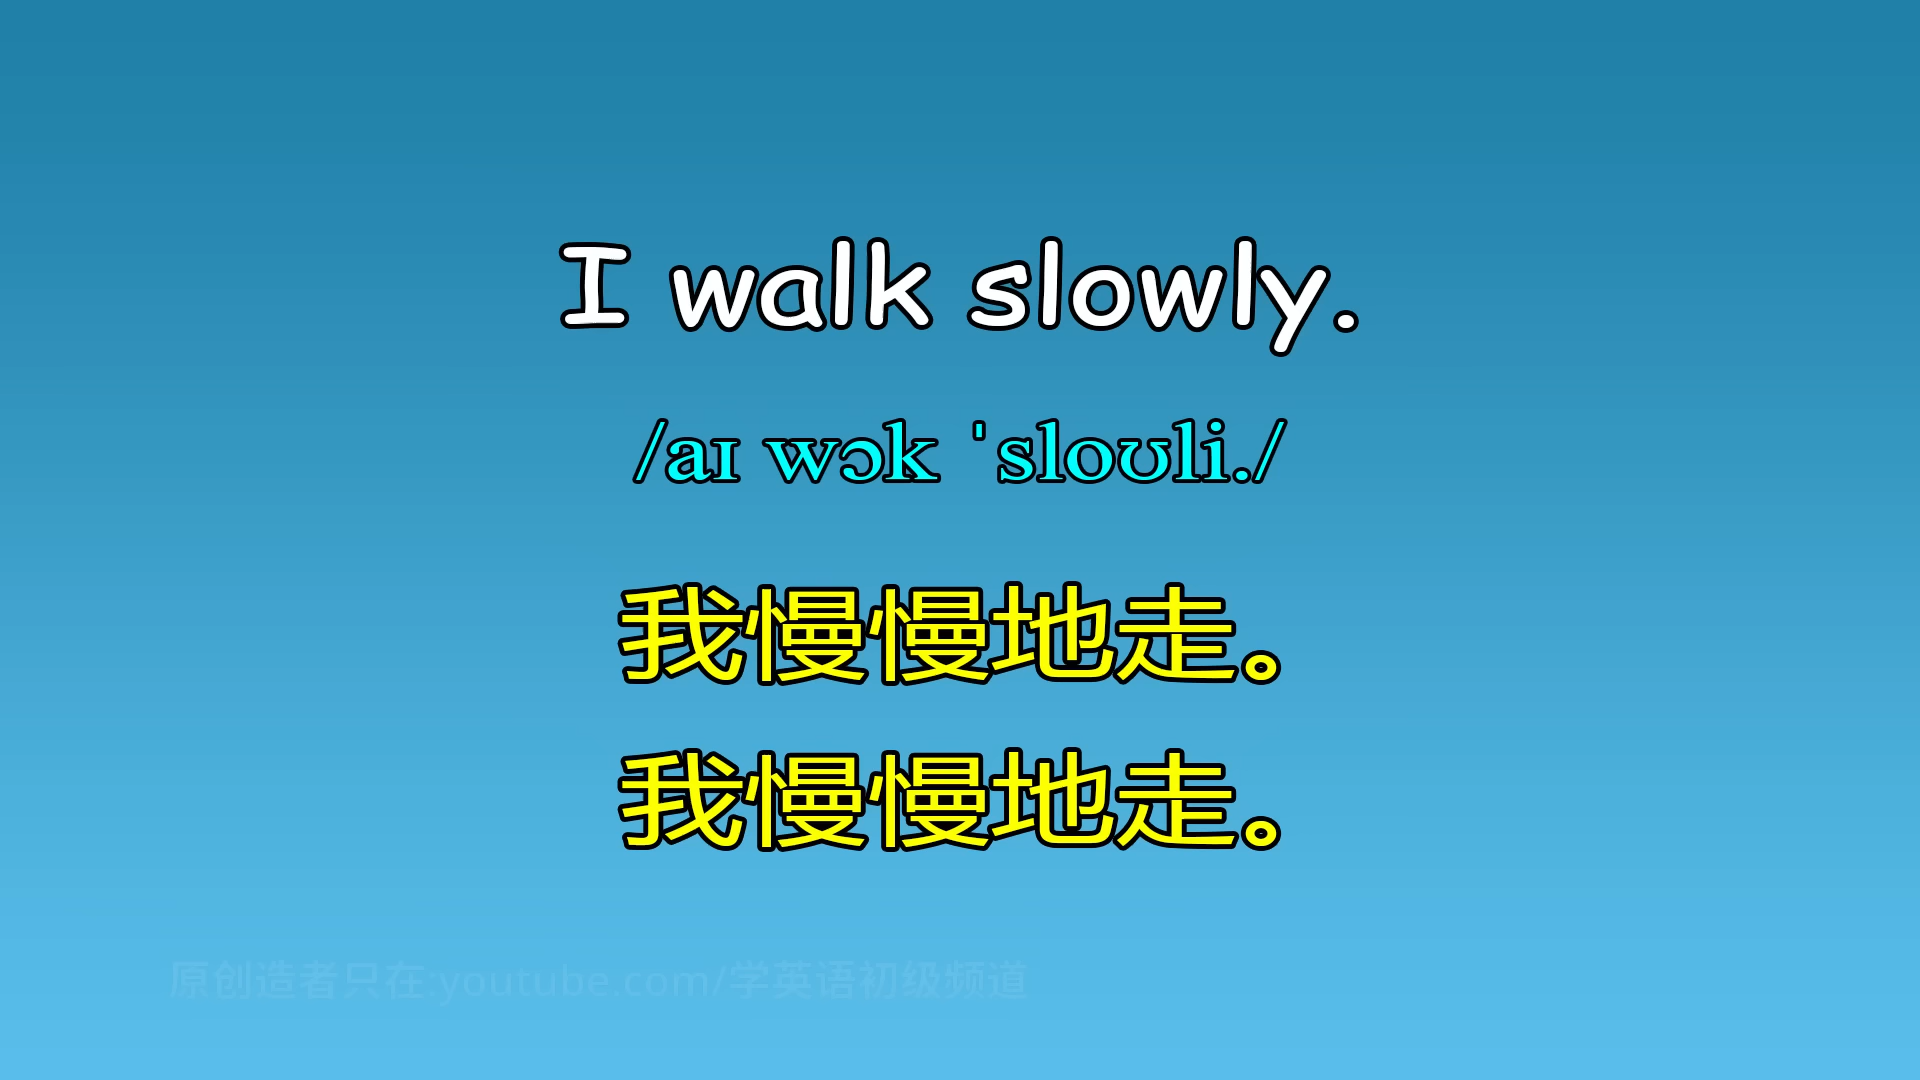 I walk slowly.
/aɪ wɔk ˈsloʊli./
我慢慢地走。
我慢慢地走。
原创造者只在:youtube.com/学英语初级频道